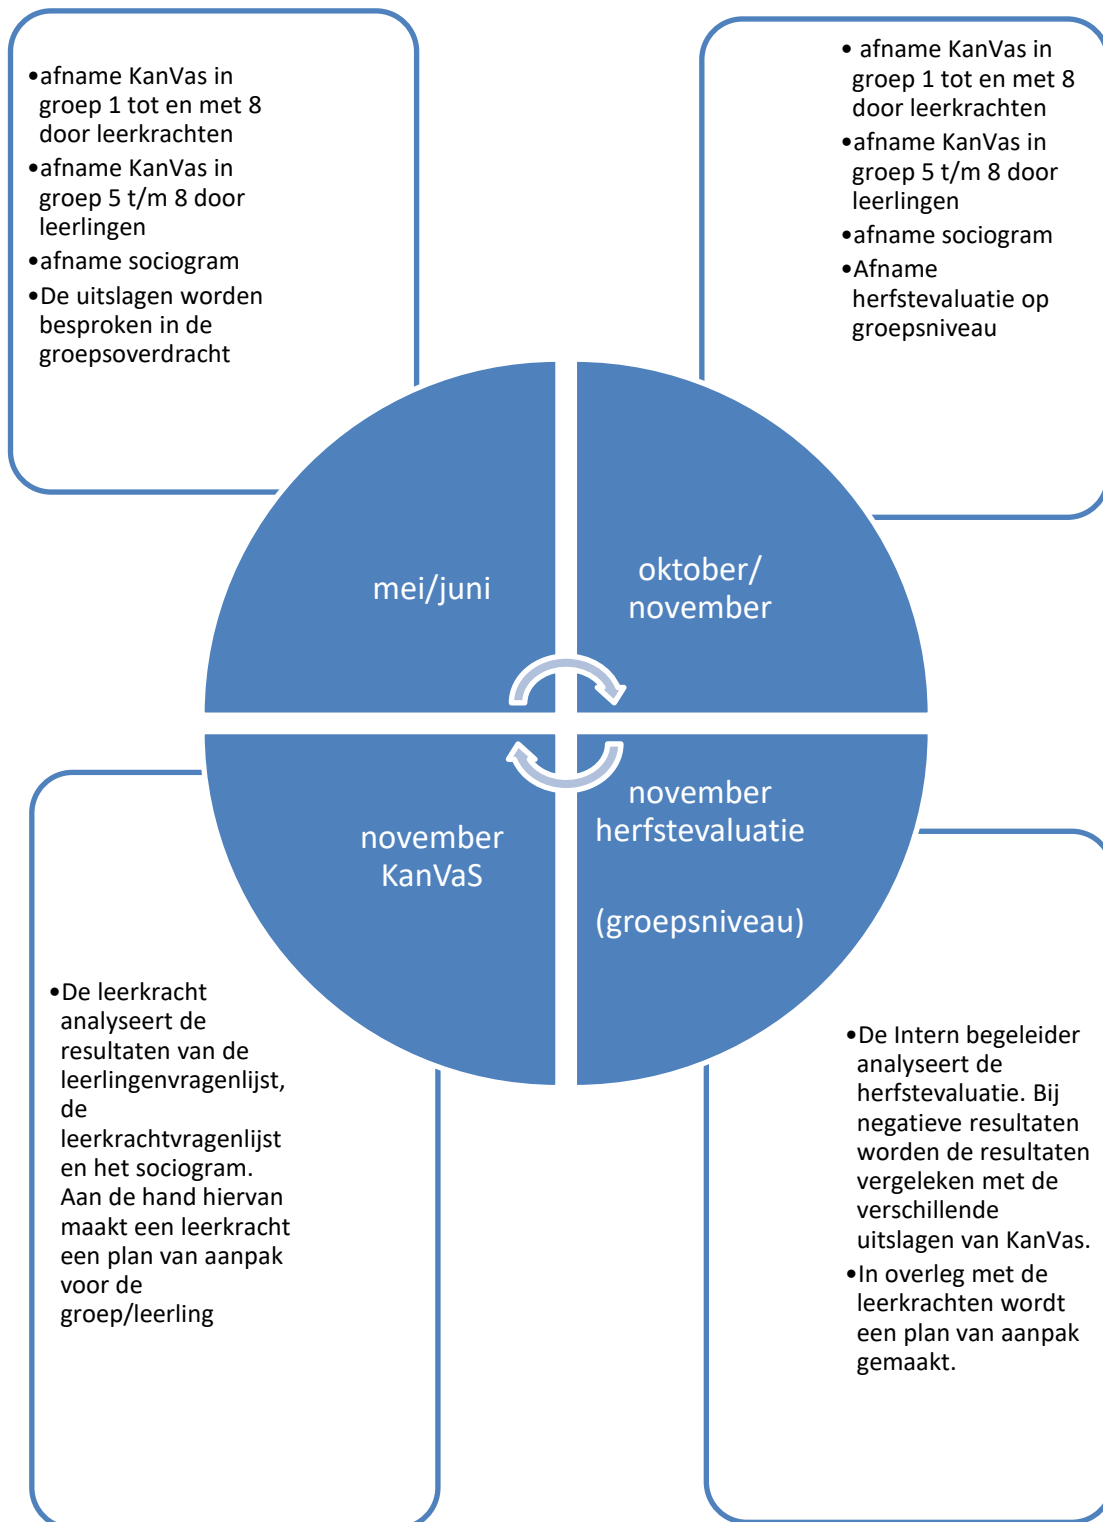 •afname KanVas in
groep 1 tot en met 8
door leerkrachten
•afname KanVas in
groep 5 t/m 8 door
leerlingen
•afname sociogram
•De uitslagen worden
besproken in de
groepsoverdracht
• afname KanVas in
groep 1 tot en met 8
door leerkrachten
•afname KanVas in
groep 5 t/m 8 door
leerlingen
•afname sociogram
•Afname
herfstevaluatie op
groepsniveau
mei/juni
oktober/
november
november
KanVaS
november
herfstevaluatie
(groepsniveau)
•De leerkracht
analyseert de
resultaten van de
leerlingenvragenlijst,
de
leerkrachtvragenlijst
en het sociogram.
Aan de hand hiervan
maakt een leerkracht
een plan van aanpak
voor de
groep/leerling
•De Intern begeleider
analyseert de
herfstevaluatie. Bij
negatieve resultaten
worden de resultaten
vergeleken met de
verschillende
uitslagen van KanVas.
•In overleg met de
leerkrachten wordt
een plan van aanpak
gemaakt.